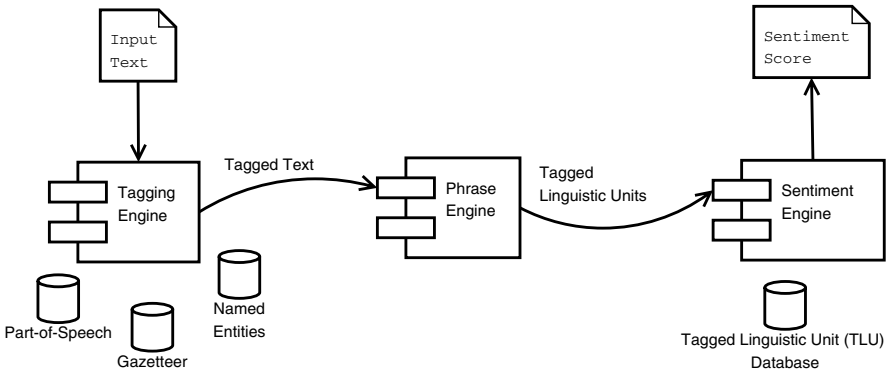 Input
Text
Sentiment
Score
Tagging
Engine
Tagged Text
Phrase
Engine
Tagged
Linguistic Units
Sentiment
Engine
Part-of-Speech
Gazetteer
Named
Entities
Tagged Linguistic Unit (TLU)
Database